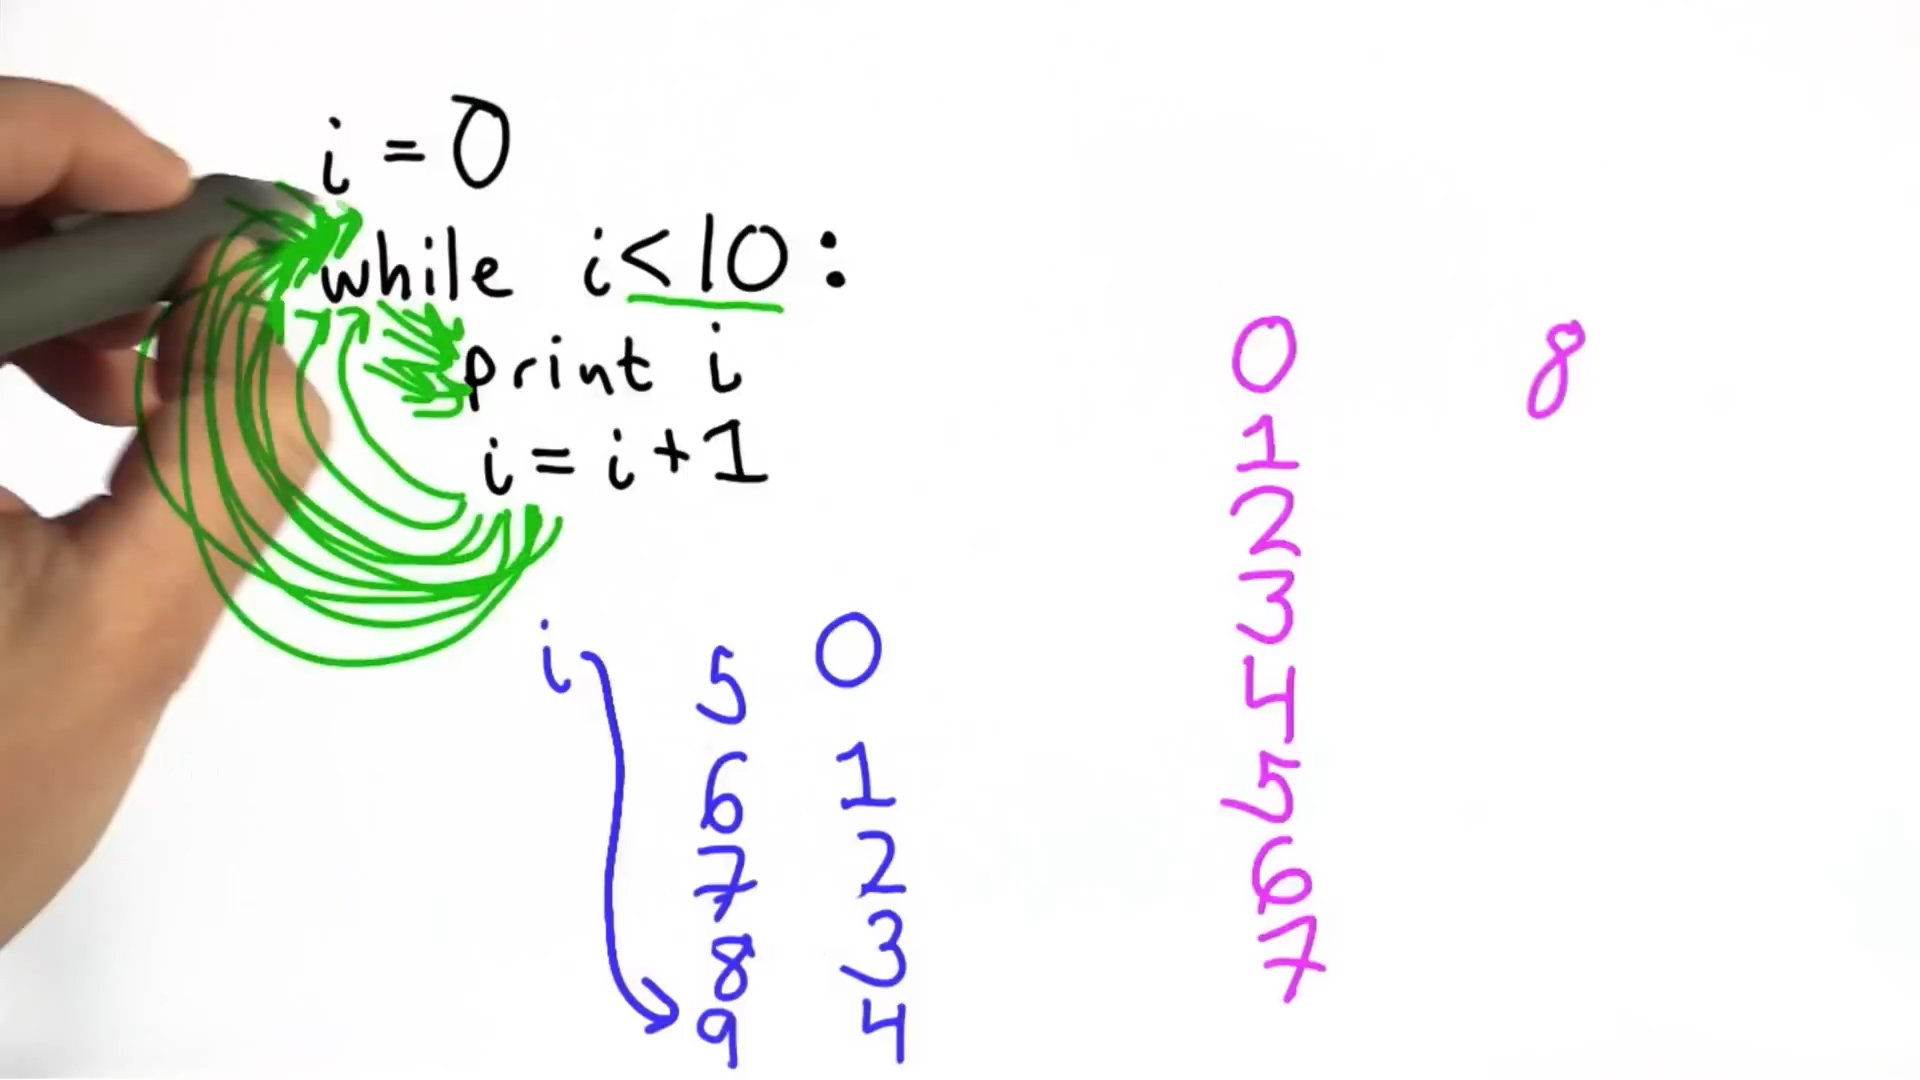 i = 0
while i < 10 :
print i
i = i + 1
i
5 0
6 1
7 2
8 3
9 4
0 8
1
2
3
4
5
6
7